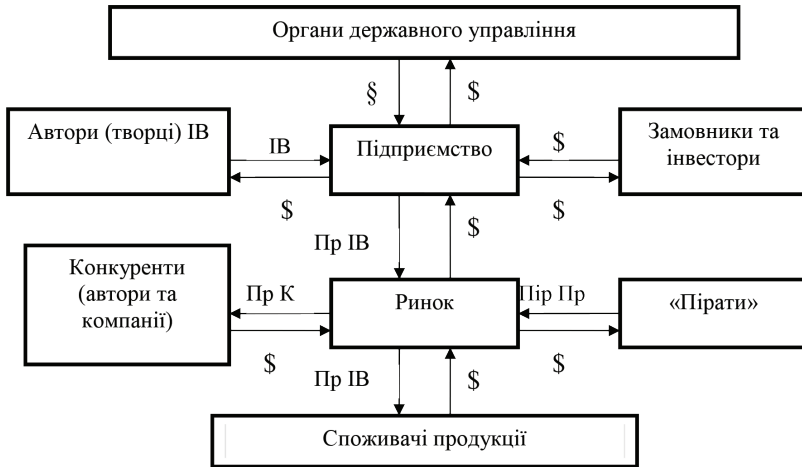 Органи державного управління
§
$
Автори (творці) ІВ
ІВ
$
Підприємство
$
$
Замовники та
інвестори
Пр ІВ
$
Конкуренти
(автори та
компанії)
Пр К
$
Ринок
Пір Пр
$
«Пірати»
Пр ІВ
$
Споживачі продукції